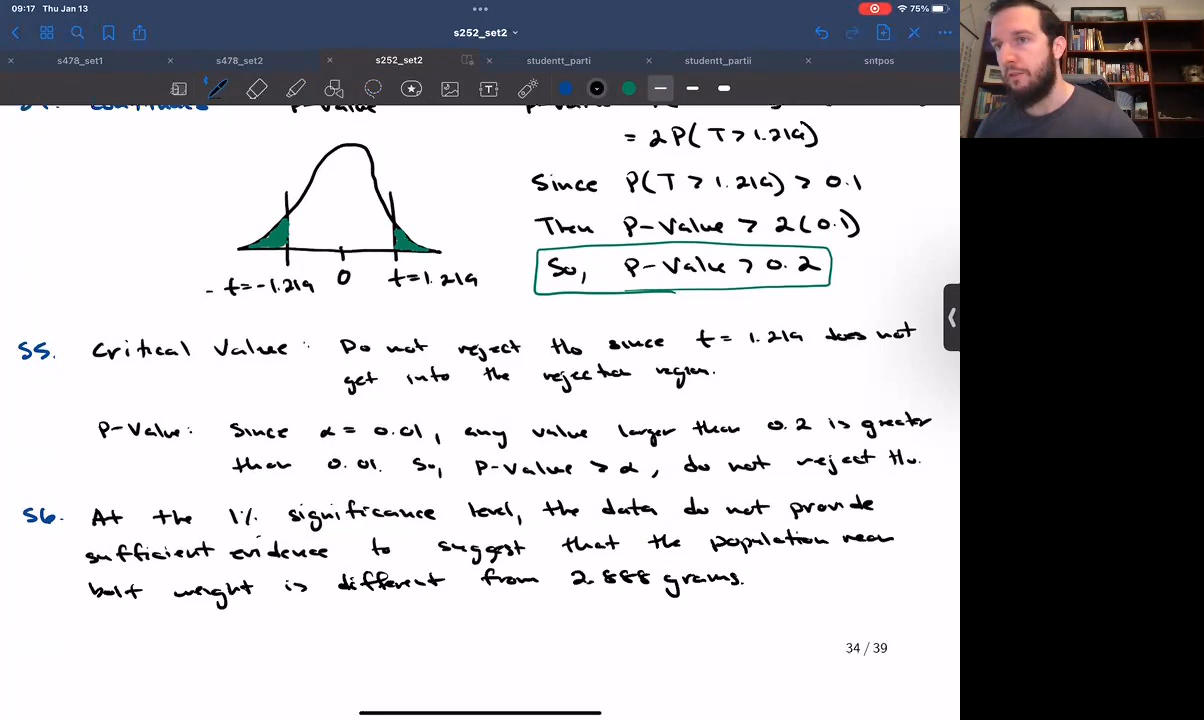 09:17 Thu Jan 13
75%
s252_set2
s478_set1
s478_set2
s252_set2
studentt_parti
studentt_partii
sntpos
= 2P(T > 1.219)
Since P(T > 1.219) > 0.1
Then P-Value > 2(0.1)
So, P-Value > 0.2
- t=-1.219 0 t=1.219
S5. Critical Value: Do not reject Ho since t = 1.219 does not
get into the rejection region.
P-Value: Since α = 0.01, any value larger than 0.2 is greater
than 0.01. So, P-Value > α, do not reject Ho.
S6. At the 1% significance level, the data do not provide
sufficient evidence to suggest that the population mean
bolt weight is different from 2.888 grams.
34 / 39